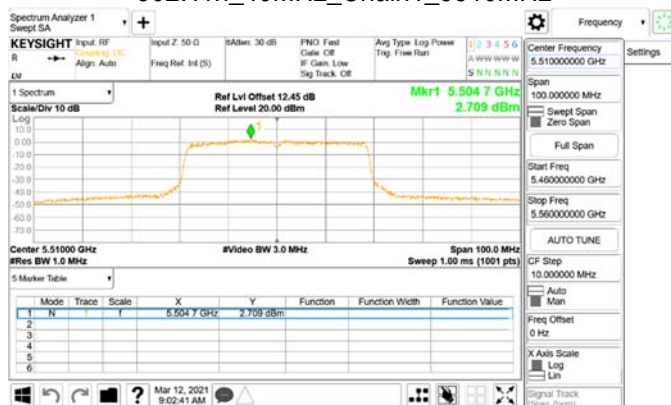 Spectrum Analyzer 1
Swept SA
Frequency
KEYSIGHT
Input: RF
Coupling: DC
Align: Auto
Input Z: 50 Ω
Freq Ref: Int (S)
#Atten: 30 dB
PNO: Fast
Gate: Off
IF Gain: Low
Sig Track: Off
Avg Type: Log-Power
Trig: Free Run
1 2 3 4 5 6
A W W W W W
S N N N N N
R
LM
Center Frequency
5.510000000 GHz
Settings
Span
100.000000 MHz
Swept Span
Zero Span
Full Span
Start Freq
5.460000000 GHz
Stop Freq
5.560000000 GHz
AUTO TUNE
CF Step
10.000000 MHz
Auto
Man
Freq Offset
0 Hz
X Axis Scale
Log
Lin
Signal Track
(Span Zoom)
1 Spectrum
Scale/Div 10 dB
Ref Lvl Offset 12.45 dB
Ref Level 20.00 dBm
Mkr1 5.504 7 GHz
2.709 dBm
Log
10.0
0.00
-10.0
-20.0
-30.0
-40.0
-50.0
-60.0
-70.0
1
Center 5.51000 GHz
#Res BW 1.0 MHz
#Video BW 3.0 MHz
Span 100.0 MHz
Sweep 1.00 ms (1001 pts)
5 Marker Table
Mode Trace Scale X Y Function Function Width Function Value
1 N 1 f 5.504 7 GHz 2.709 dBm
2
3
4
5
6
Mar 12, 2021
9:02:41 AM